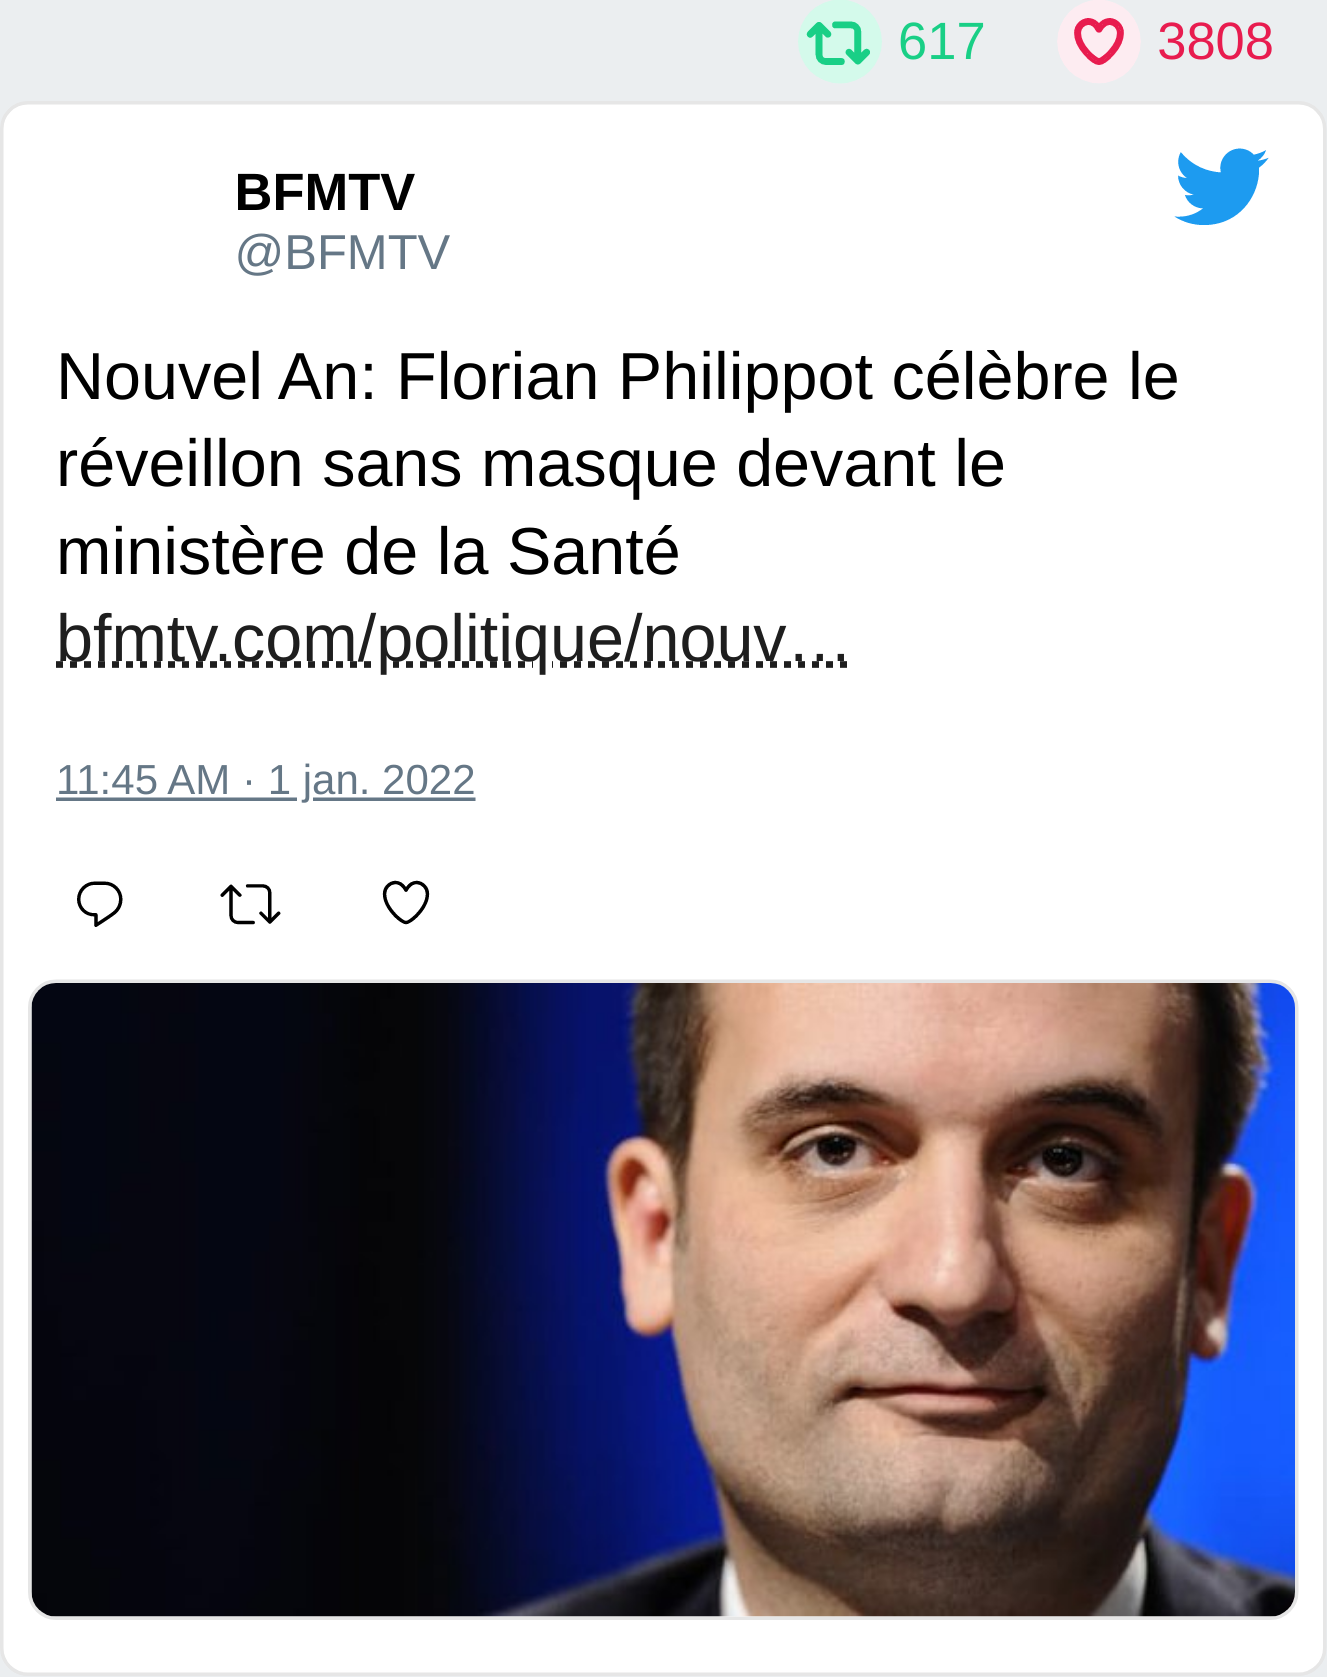 617 3808
BFMTV
@BFMTV
Nouvel An: Florian Philippot célèbre le
réveillon sans masque devant le
ministère de la Santé
bfmtv.com/politique/nouv…
11:45 AM · 1 jan. 2022